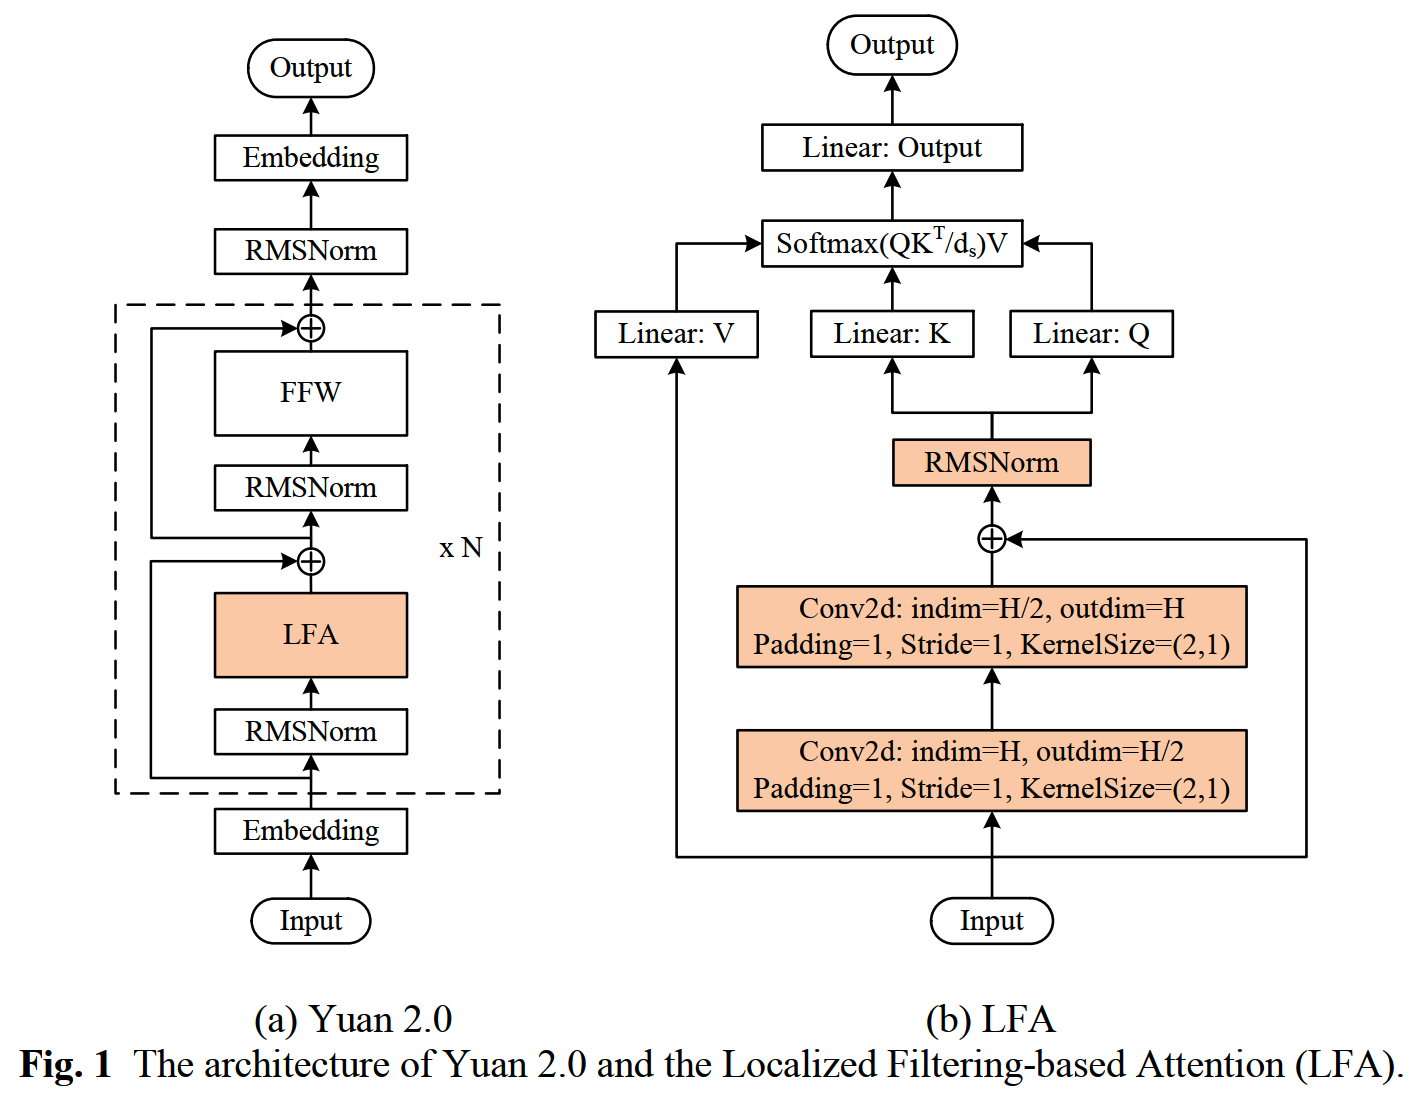 Output
Embedding
RMSNorm
FFW
RMSNorm
x N
LFA
RMSNorm
Embedding
Input
(a) Yuan 2.0
Output
Linear: Output
Softmax(QKᵀ/dₛ)V
Linear: V
Linear: K
Linear: Q
RMSNorm
Conv2d: indim=H/2, outdim=H
Padding=1, Stride=1, KernelSize=(2,1)
Conv2d: indim=H, outdim=H/2
Padding=1, Stride=1, KernelSize=(2,1)
Input
(b) LFA
Fig. 1 The architecture of Yuan 2.0 and the Localized Filtering-based Attention (LFA).